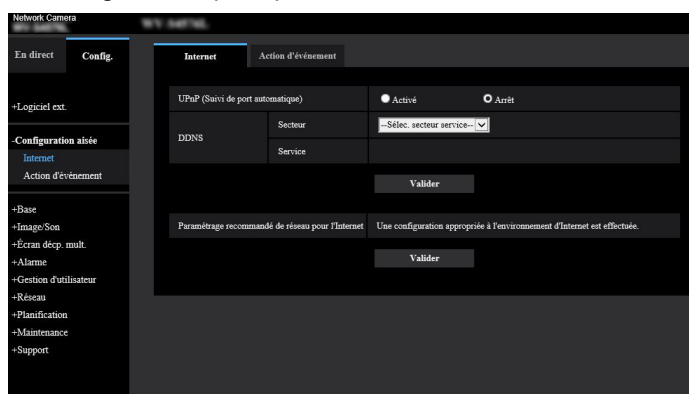 Network Camera
En direct
Config.
+Logiciel ext.
-Configuration aisée
Internet
Action d'événement
+Base
+Image/Son
+Écran décp. mult.
+Alarme
+Gestion d'utilisateur
+Réseau
+Planification
+Maintenance
+Support
Internet
Action d'événement
UPnP (Suivi de port automatique)
Activé
Arrêt
DDNS
Secteur
--Sélec. secteur service--
Service
Valider
Paramétrage recommandé de réseau pour l'Internet
Une configuration appropriée à l'environnement d'Internet est effectuée.
Valider